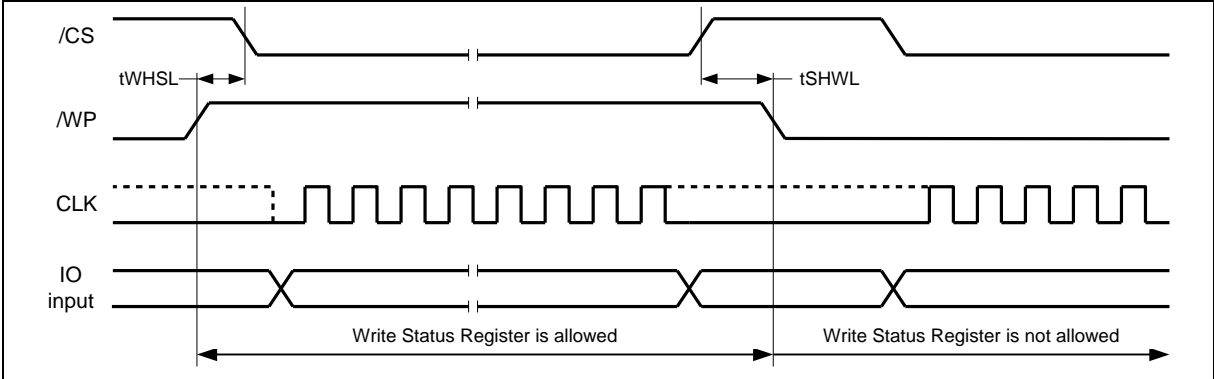 /CS
tWHSL
tSHWL
/WP
CLK
IO
input
Write Status Register is allowed
Write Status Register is not allowed